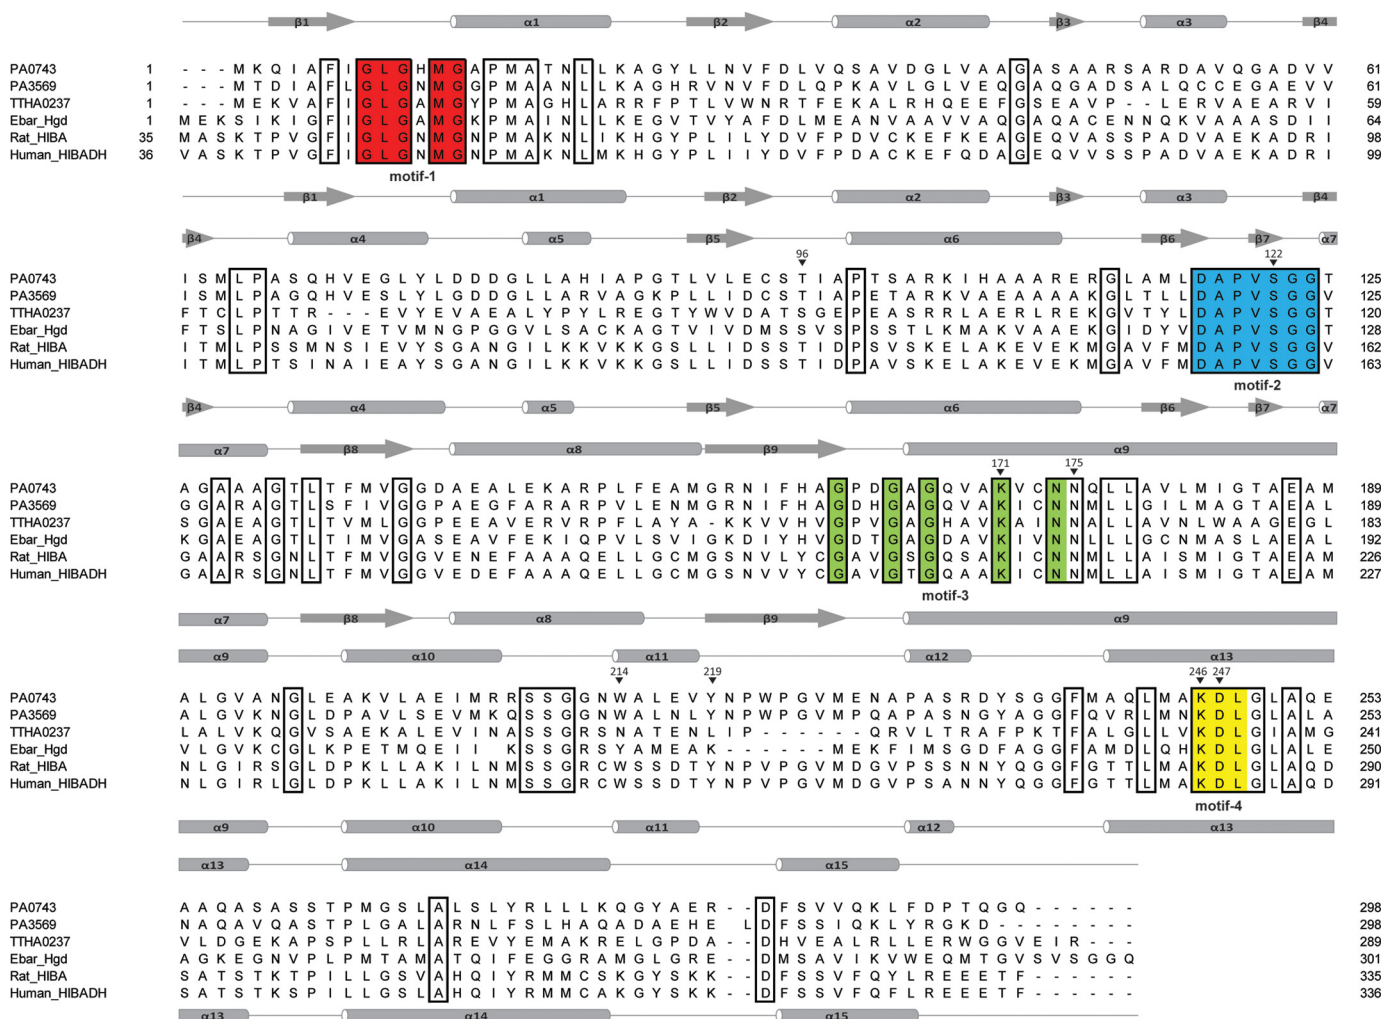 β1 α1 β2 α2 β3 α3 β4
PA0743 1 - - - M K Q I A F I G L G H M G A P M A T N L L K A G Y L L N V F D L V Q S A V D G L V A A G A S A A R S A R D A V Q G A D V V 61
PA3569 1 - - - M T D I A F L G L G N M G G P M A A N L L K A G H R V N V F D L Q P K A V L G L V E Q G A Q G A D S A L Q C C E G A E V V 61
TTHA0237 1 - - - M E K V A F I G L G A M G Y P M A G H L A R R F P T L V W N R T F E K A L R H Q E E F G S E A V P - - L E R V A E A R V I 59
Ebar_Hgd 1 M E K S I K I G F I G L G A M G K P M A I N L L K E G V T V Y A F D L M E A N V A A V V A Q G A Q A C E N N Q K V A A A S D I I 64
Rat_HIBA 35 M A S K T P V G F I G L G N M G N P M A K N L I K H G Y P L I L Y D V F P D V C K E F K E A G E Q V A S S P A D V A E K A D R I 98
Human_HIBADH 36 V A S K T P V G F I G L G N M G N P M A K N L M K H G Y P L I I Y D V F P D A C K E F Q D A G E Q V V S S P A D V A E K A D R I 99
motif-1
β1 α1 β2 α2 β3 α3 β4
β4 α4 α5 β5 α6 β6 β7 α7
96 122
PA0743 I S M L P A S Q H V E G L Y L D D D G L L A H I A P G T L V L E C S T I A P T S A R K I H A A A R E R G L A M L D A P V S G G T 125
PA3569 I S M L P A G Q H V E S L Y L G D D G L L A R V A G K P L L I D C S T I A P E T A R K V A E A A A A K G L T L L D A P V S G G V 125
TTHA0237 F T C L P T T R - - - E V Y E V A E A L Y P Y L R E G T Y W V D A T S G E P E A S R R L A E R L R E K G V T Y L D A P V S G G T 120
Ebar_Hgd F T S L P N A G I V E T V M N G P G G V L S A C K A G T V I V D M S S V S P S S T L K M A K V A A E K G I D Y V D A P V S G G T 128
Rat_HIBA I T M L P S S M N S I E V Y S G A N G I L K K V K K G S L L I D S S T I D P S V S K E L A K E V E K M G A V F M D A P V S G G V 162
Human_HIBADH I T M L P T S I N A I E A Y S G A N G I L K K V K K G S L L I D S S T I D P A V S K E L A K E V E K M G A V F M D A P V S G G V 163
motif-2
β4 α4 α5 β5 α6 β6 β7 α7
α7 β8 α8 β9 α9
171 175
PA0743 A G A A A G T L T F M V G G D A E A L E K A R P L F E A M G R N I F H A G P D G A G Q V A K V C N N Q L L A V L M I G T A E A M 189
PA3569 G G A R A G T L S F I V G G P A E G F A R A R P V L E N M G R N I F H A G D H G A G Q V A K I C N N M L L G I L M A G T A E A L 189
TTHA0237 S G A E A G T L T V M L G G P E E A V E R V R P F L A Y A - K K V V H V G P V G A G H A V K A I N N A L L A V N L W A A G E G L 183
Ebar_Hgd K G A E A G T L T I M V G A S E A V F E K I Q P V L S V I G K D I Y H V G D T G A G D A V K I V N N L L L G C N M A S L A E A L 192
Rat_HIBA G A A R S G N L T F M V G G V E N E F A A A Q E L L G C M G S N V L Y C G A V G S G Q S A K I C N N M L L A I S M I G T A E A M 226
Human_HIBADH G A A R S G N L T F M V G G V E D E F A A A Q E L L G C M G S N V V Y C G A V G T G Q A A K I C N N M L L A I S M I G T A E A M 227
motif-3
α7 β8 α8 β9 α9
α9 α10 α11 α12 α13
214 219 246 247
PA0743 A L G V A N G L E A K V L A E I M R R S S G G N W A L E V Y N P W P G V M E N A P A S R D Y S G G F M A Q L M A K D L G L A Q E 253
PA3569 A L G V K N G L D P A V L S E V M K Q S S G G N W A L N L Y N P W P G V M P Q A P A S N G Y A G G F Q V R L M N K D L G L A L A 253
TTHA0237 L A L V K Q G V S A E K A L E V I N A S S G R S N A T E N L I P - - - - - - Q R V L T R A F P K T F A L G L L V K D L G I A M G 241
Ebar_Hgd V L G V K C G L K P E T M Q E I I K S S G R S Y A M E A K - - - - - - M E K F I M S G D F A G G F A M D L Q H K D L G L A L E 250
Rat_HIBA N L G I R S G L D P K L L A K I L N M S S G R C W S S D T Y N P V P G V M D G V P S S N N Y Q G G F G T T L M A K D L G L A Q D 290
Human_HIBADH N L G I R L G L D P K L L A K I L N M S S G R C W S S D T Y N P V P G V M D G V P S A N N Y Q G G F G T T L M A K D L G L A Q D 291
motif-4
α9 α10 α11 α12 α13
α13 α14 α15
PA0743 A A Q A S A S S T P M G S L A L S L Y R L L L K Q G Y A E R - - D F S V V Q K L F D P T Q G Q - - - - - - 298
PA3569 N A Q A V Q A S T P L G A L A R N L F S L H A Q A D A E H E L D F S S I Q K L Y R G K D - - - - - - - - 298
TTHA0237 V L D G E K A P S P L L R L A R E V Y E M A K R E L G P D A - - D H V E A L R L L E R W G G V E I R - - - 289
Ebar_Hgd A G K E G N V P L P M T A M A T Q I F E G G R A M G L G R E - - D M S A V I K V W E Q M T G V S V S G G Q 301
Rat_HIBA S A T S T K T P I L L G S V A H Q I Y R M M C S K G Y S K K - - D F S S V F Q Y L R E E E T F - - - - - - 335
Human_HIBADH S A T S T K S P I L L G S L A H Q I Y R M M C A K G Y S K K - - D F S S V F Q F L R E E E T F - - - - - - 336
α13 α14 α15